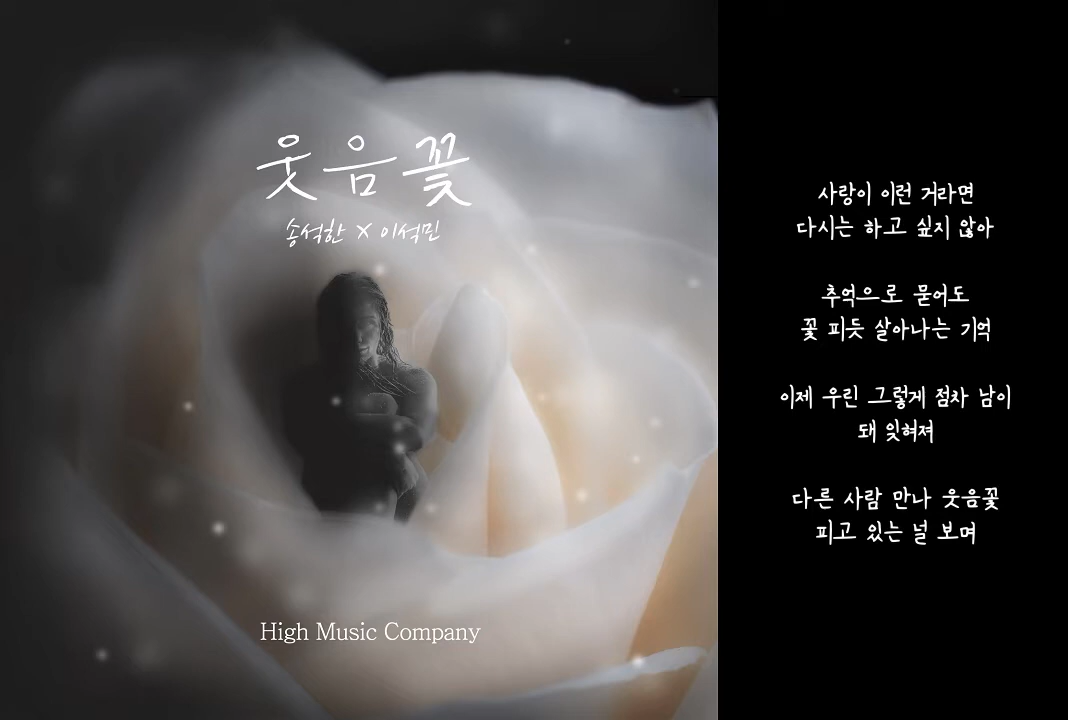 웃음꽃
송석한 X 이석민
High Music Company
사랑이 이런 거라면
다시는 하고 싶지 않아
추억으로 묻어도
꽃 피듯 살아나는 기억
이제 우린 그렇게 점차 남이
돼 잊혀져
다른 사람 만나 웃음꽃
피고 있는 널 보며